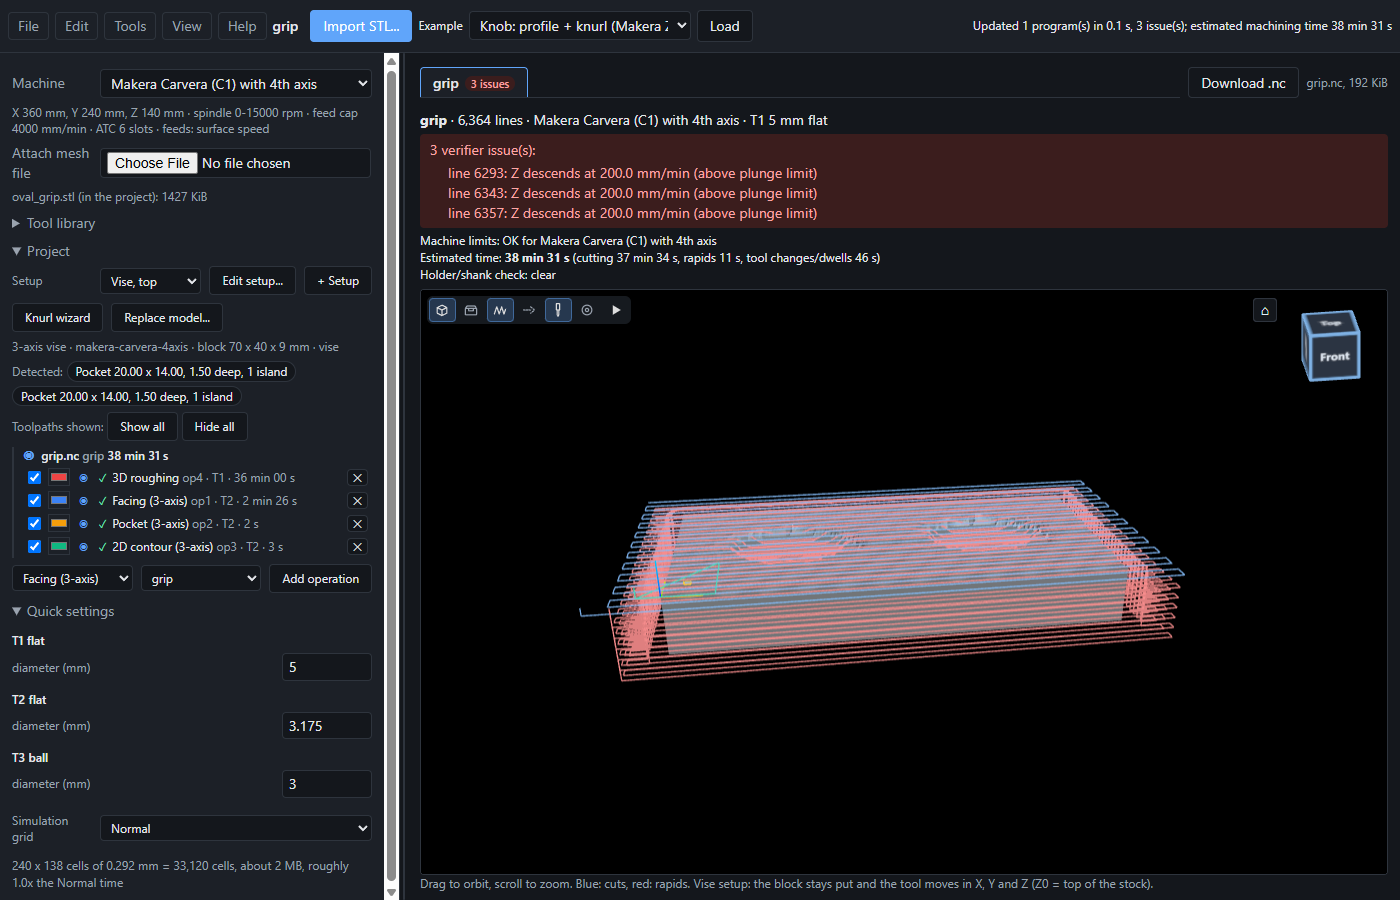 File Edit Tools View Help grip Import STL... Example Knob: profile + knurl (Makera Load Updated 1 program(s) in 0.1 s, 3 issue(s); estimated machining time 38 min 31 s
Machine Makera Carvera (C1) with 4th axis
X 360 mm, Y 240 mm, Z 140 mm · spindle 0-15000 rpm · feed cap
4000 mm/min · ATC 6 slots · feeds: surface speed
Attach mesh
file
Choose File No file chosen
oval_grip.stl (in the project): 1427 KiB
Tool library
Project
Setup Vise, top Edit setup... + Setup
Knurl wizard Replace model...
3-axis vise · makera-carvera-4axis · block 70 x 40 x 9 mm · vise
Detected: Pocket 20.00 x 14.00, 1.50 deep, 1 island
Pocket 20.00 x 14.00, 1.50 deep, 1 island
Toolpaths shown: Show all Hide all
grip.nc grip 38 min 31 s
3D roughing op4 · T1 · 36 min 00 s
Facing (3-axis) op1 · T2 · 2 min 26 s
Pocket (3-axis) op2 · T2 · 2 s
2D contour (3-axis) op3 · T2 · 3 s
Facing (3-axis) grip Add operation
Quick settings
T1 flat
diameter (mm) 5
T2 flat
diameter (mm) 3.175
T3 ball
diameter (mm) 3
Simulation
grid
Normal
240 x 138 cells of 0.292 mm = 33,120 cells, about 2 MB, roughly
1.0x the Normal time
grip 3 issues Download .nc grip.nc, 192 KiB
grip · 6,364 lines · Makera Carvera (C1) with 4th axis · T1 5 mm flat
3 verifier issue(s):
line 6293: Z descends at 200.0 mm/min (above plunge limit)
line 6343: Z descends at 200.0 mm/min (above plunge limit)
line 6357: Z descends at 200.0 mm/min (above plunge limit)
Machine limits: OK for Makera Carvera (C1) with 4th axis
Estimated time: 38 min 31 s (cutting 37 min 34 s, rapids 11 s, tool changes/dwells 46 s)
Holder/shank check: clear
Top
Front
Drag to orbit, scroll to zoom. Blue: cuts, red: rapids. Vise setup: the block stays put and the tool moves in X, Y and Z (Z0 = top of the stock).